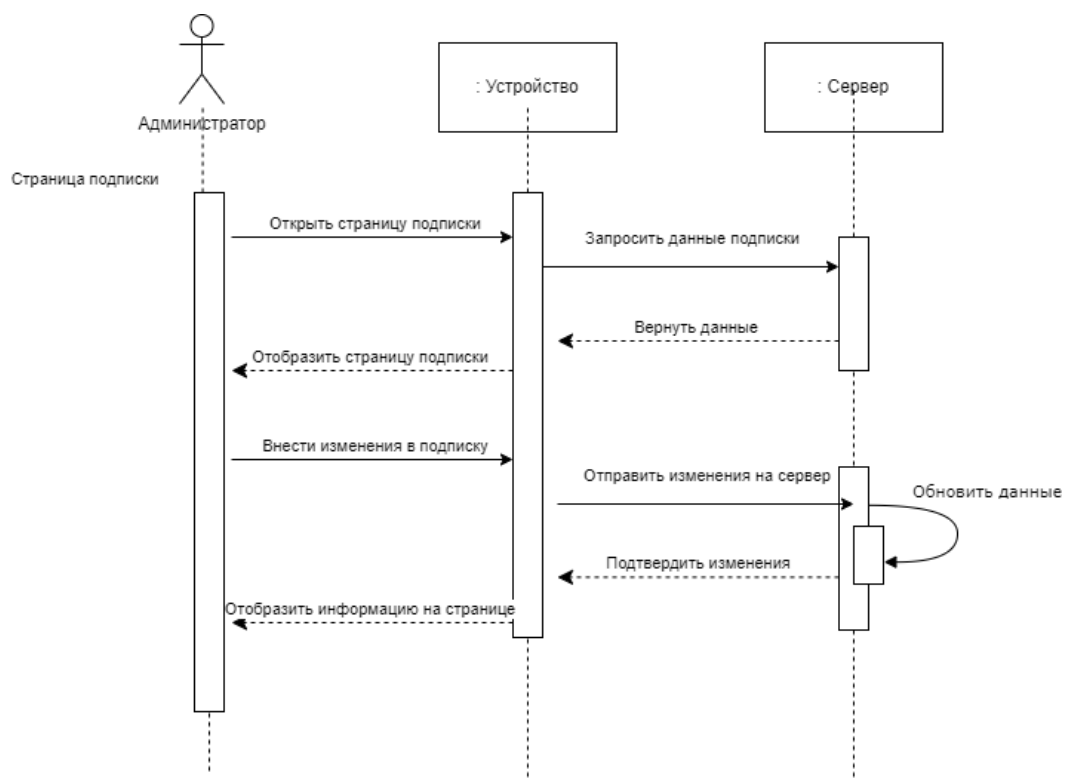 : Устройство
: Сервер
Администратор
Страница подписки
Открыть страницу подписки
Запросить данные подписки
Вернуть данные
Отобразить страницу подписки
Внести изменения в подписку
Отправить изменения на сервер
Обновить данные
Подтвердить изменения
Отобразить информацию на странице